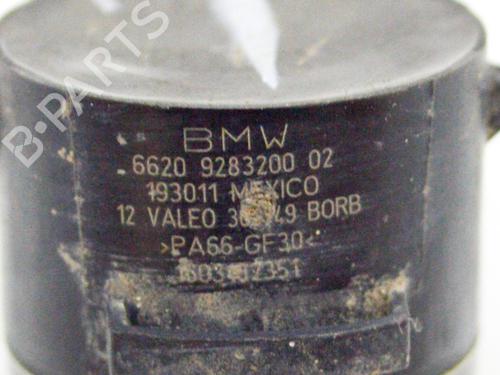 B-PARTS
BMW
6620 9283200 02
193011 MEXICO
12 VALEO BORB
>PA66-GF30<